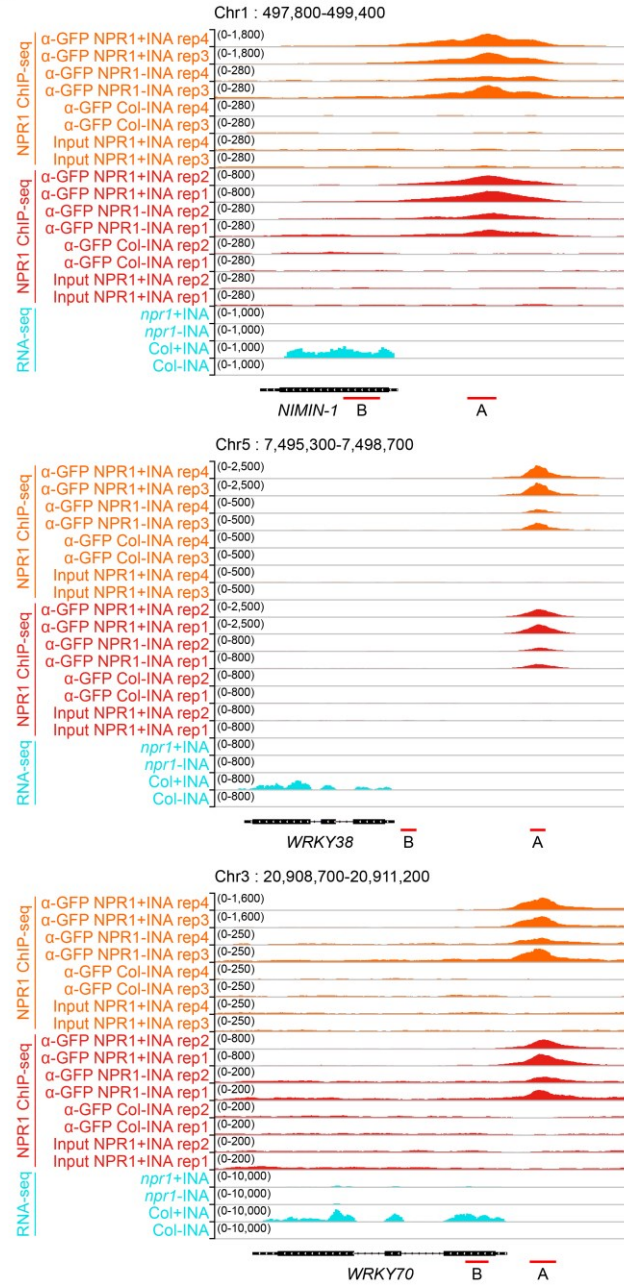 Chr1 : 497,800-499,400
NPR1 ChIP-seq
α-GFP NPR1+INA rep4 (0-1,800)
α-GFP NPR1+INA rep3 (0-1,800)
α-GFP NPR1-INA rep4 (0-280)
α-GFP NPR1-INA rep3 (0-280)
α-GFP Col-INA rep4 (0-280)
α-GFP Col-INA rep3 (0-280)
Input NPR1+INA rep4 (0-280)
Input NPR1+INA rep3 (0-280)
NPR1 ChIP-seq
α-GFP NPR1+INA rep2 (0-800)
α-GFP NPR1+INA rep1 (0-800)
α-GFP NPR1-INA rep2 (0-280)
α-GFP NPR1-INA rep1 (0-280)
α-GFP Col-INA rep2 (0-280)
α-GFP Col-INA rep1 (0-280)
Input NPR1+INA rep2 (0-280)
Input NPR1+INA rep1 (0-280)
RNA-seq
npr1+INA (0-1,000)
npr1-INA (0-1,000)
Col+INA (0-1,000)
Col-INA (0-1,000)
NIMIN-1 B A
Chr5 : 7,495,300-7,498,700
NPR1 ChIP-seq
α-GFP NPR1+INA rep4 (0-2,500)
α-GFP NPR1+INA rep3 (0-2,500)
α-GFP NPR1-INA rep4 (0-500)
α-GFP NPR1-INA rep3 (0-500)
α-GFP Col-INA rep4 (0-500)
α-GFP Col-INA rep3 (0-500)
Input NPR1+INA rep4 (0-500)
Input NPR1+INA rep3 (0-500)
NPR1 ChIP-seq
α-GFP NPR1+INA rep2 (0-2,500)
α-GFP NPR1+INA rep1 (0-2,500)
α-GFP NPR1-INA rep2 (0-800)
α-GFP NPR1-INA rep1 (0-800)
α-GFP Col-INA rep2 (0-800)
α-GFP Col-INA rep1 (0-800)
Input NPR1+INA rep2 (0-800)
Input NPR1+INA rep1 (0-800)
RNA-seq
npr1+INA (0-800)
npr1-INA (0-800)
Col+INA (0-800)
Col-INA (0-800)
WRKY38 B A
Chr3 : 20,908,700-20,911,200
NPR1 ChIP-seq
α-GFP NPR1+INA rep4 (0-1,600)
α-GFP NPR1+INA rep3 (0-1,600)
α-GFP NPR1-INA rep4 (0-250)
α-GFP NPR1-INA rep3 (0-250)
α-GFP Col-INA rep4 (0-250)
α-GFP Col-INA rep3 (0-250)
Input NPR1+INA rep4 (0-250)
Input NPR1+INA rep3 (0-250)
NPR1 ChIP-seq
α-GFP NPR1+INA rep2 (0-800)
α-GFP NPR1+INA rep1 (0-800)
α-GFP NPR1-INA rep2 (0-200)
α-GFP NPR1-INA rep1 (0-200)
α-GFP Col-INA rep2 (0-200)
α-GFP Col-INA rep1 (0-200)
Input NPR1+INA rep2 (0-200)
Input NPR1+INA rep1 (0-200)
RNA-seq
npr1+INA (0-10,000)
npr1-INA (0-10,000)
Col+INA (0-10,000)
Col-INA (0-10,000)
WRKY70 B A